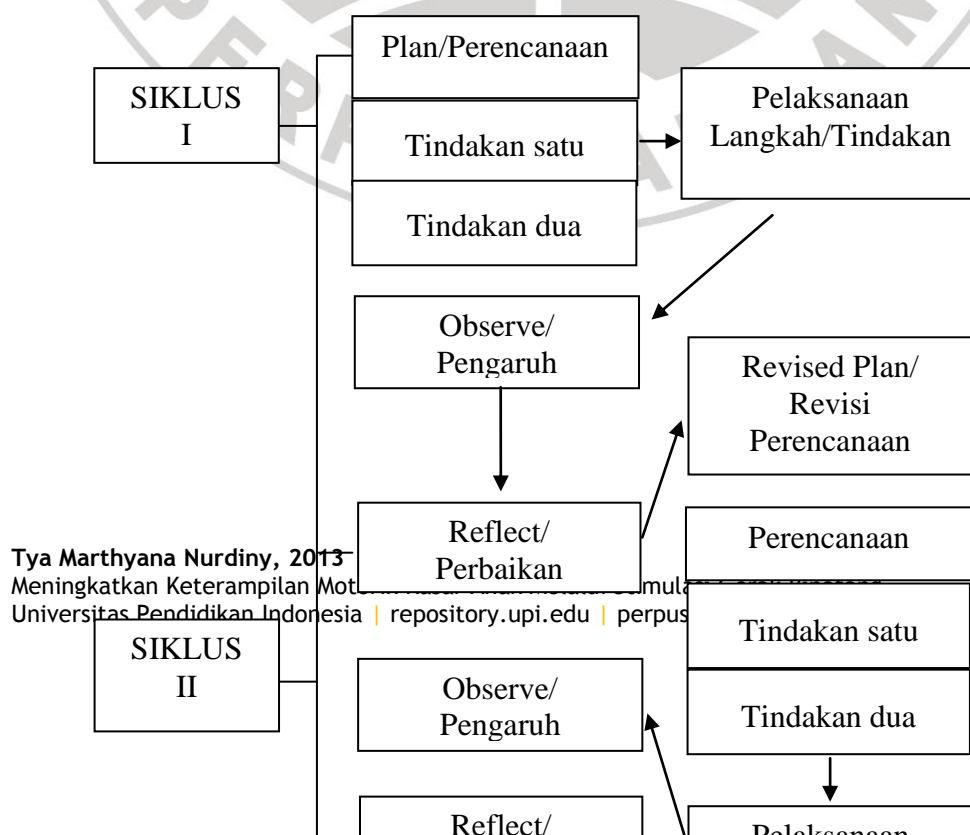 Plan/Perencanaan
SIKLUS
I
Tindakan satu
Tindakan dua
Pelaksanaan
Langkah/Tindakan
Observe/
Pengaruh
Revised Plan/
Revisi
Perencanaan
Reflect/
Perbaikan
Perencanaan
Tindakan satu
Tindakan dua
Tya Marthyana Nurdiny, 2013
Meningkatkan Keterampilan
Universitas Pendidikan Indonesia | repository.upi.edu |
SIKLUS
II
Observe/
Pengaruh
Reflect/
Pelaksanaan